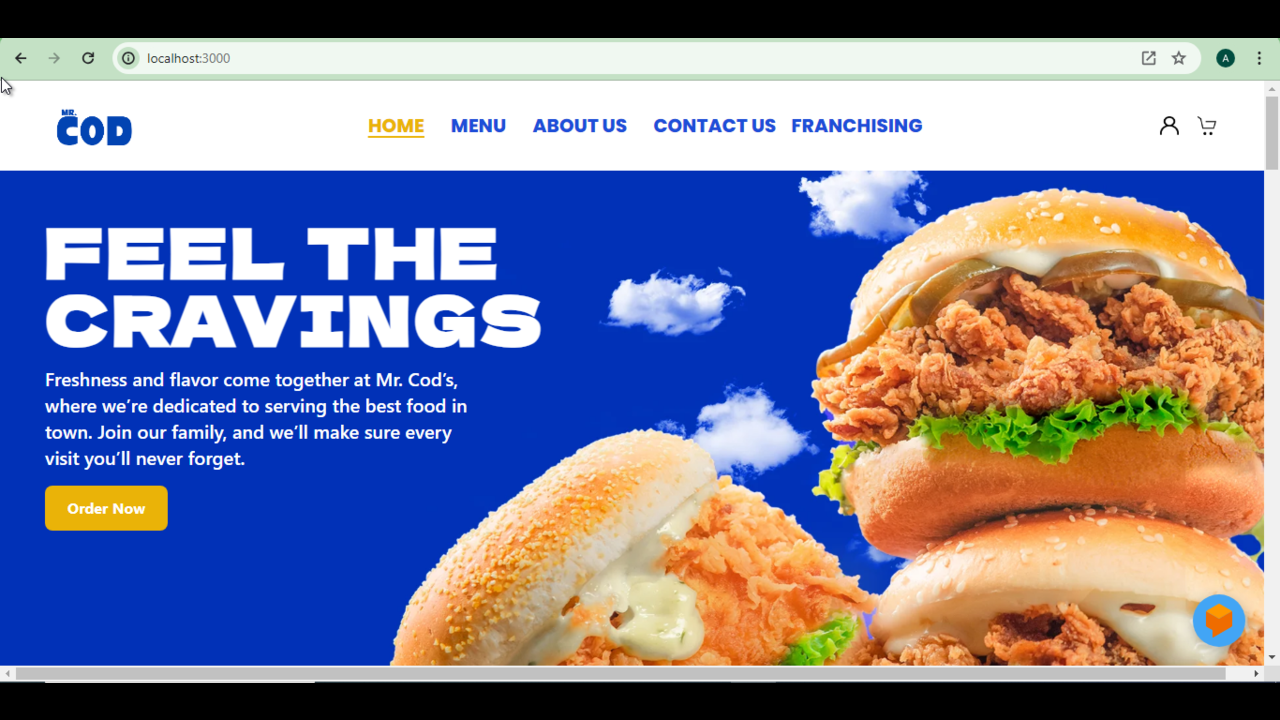 localhost:3000
A
MR.
COD
HOME MENU ABOUT US CONTACT US FRANCHISING
FEEL THE
CRAVINGS
Freshness and flavor come together at Mr. Cod’s,
where we’re dedicated to serving the best food in
town. Join our family, and we’ll make sure every
visit you’ll never forget.
Order Now